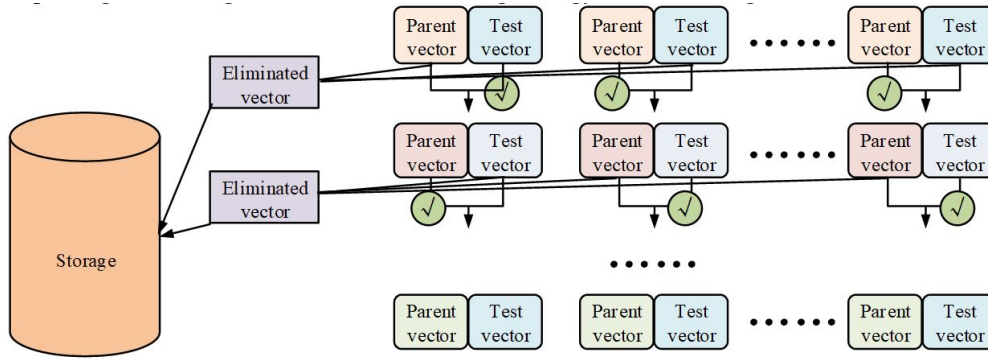 Parent Test Parent Test Parent Test
vector vector vector vector ...... vector vector
Eliminated
vector
√ √ √
Parent Test Parent Test Parent Test
vector vector vector vector ...... vector vector
Eliminated
vector
√ √ √
Storage
......
Parent Test Parent Test Parent Test
vector vector vector vector ...... vector vector